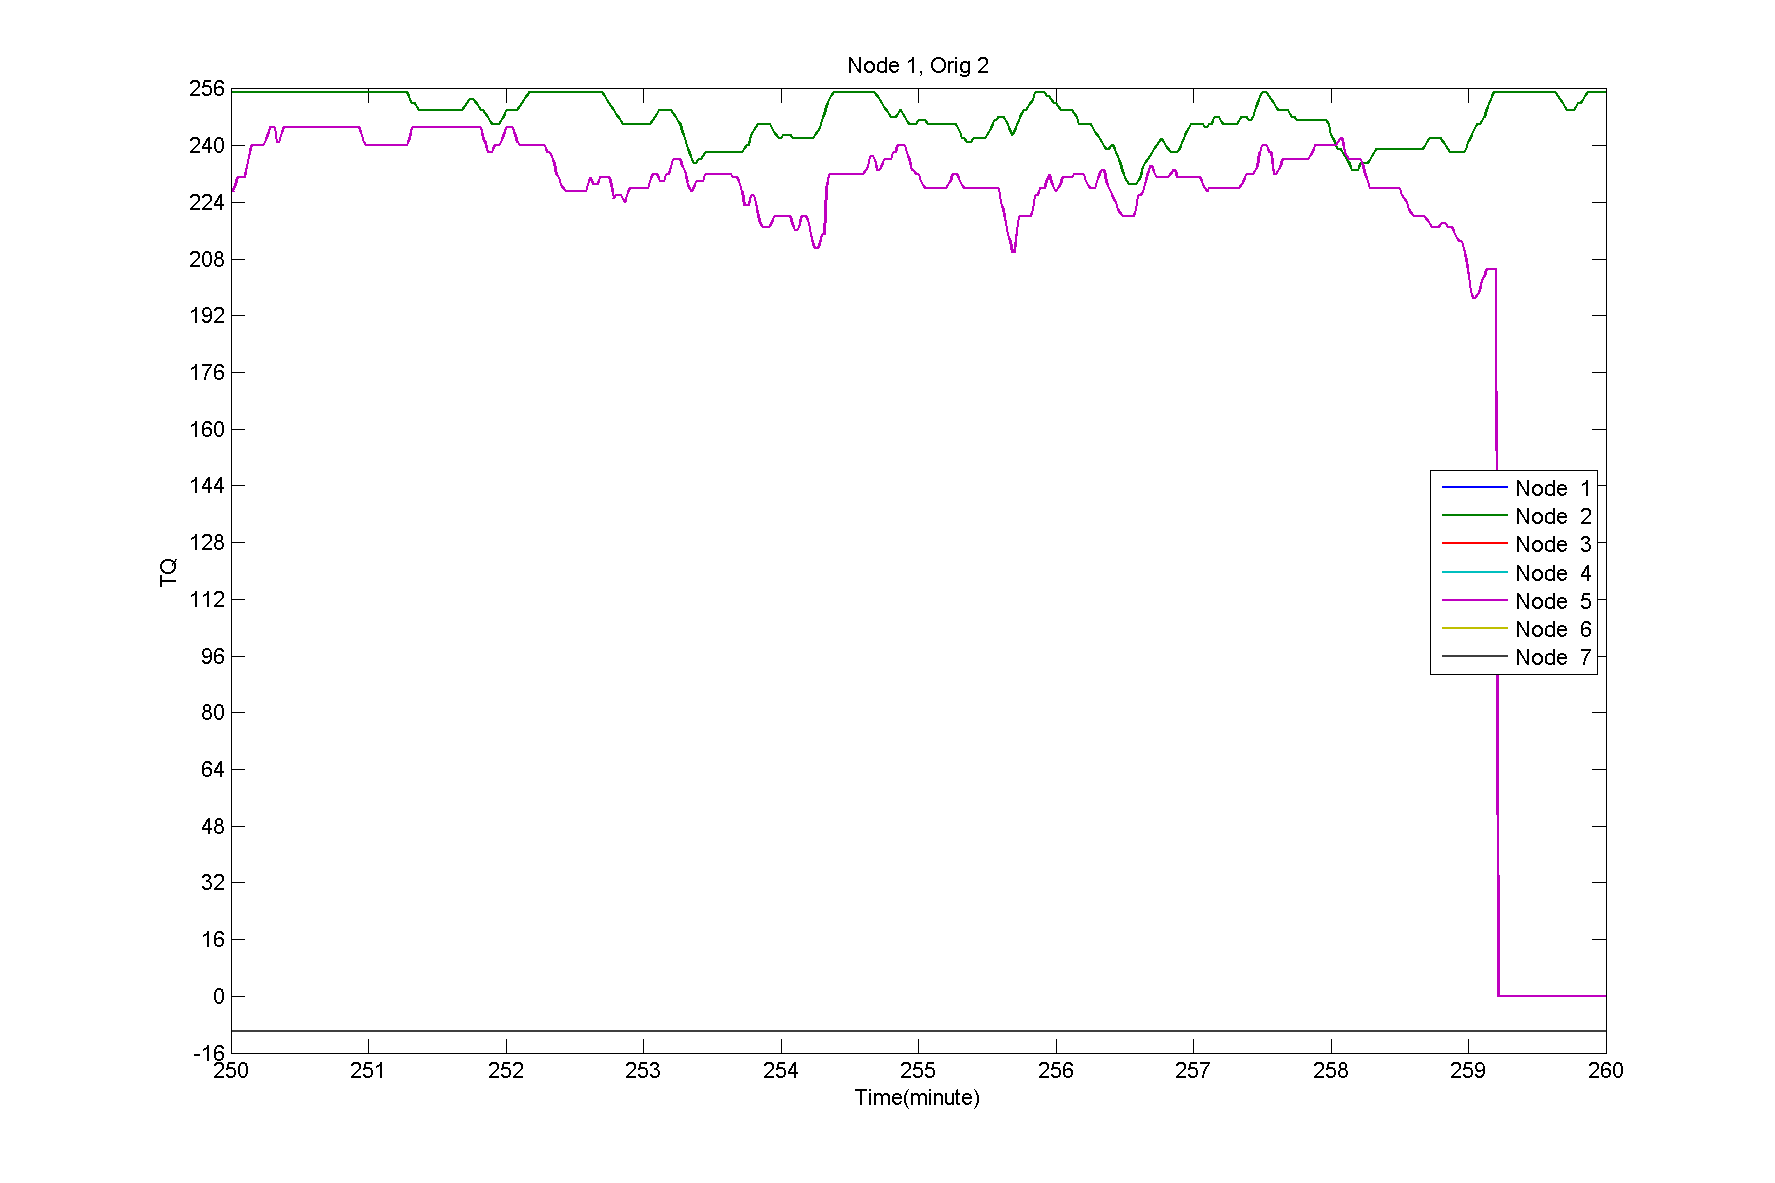 Node 1, Orig 2
256
240
224
208
192
176
160
144
128
112
96
80
64
48
32
16
0
-16
TQ
Node 1
Node 2
Node 3
Node 4
Node 5
Node 6
Node 7
250 251 252 253 254 255 256 257 258 259 260
Time(minute)